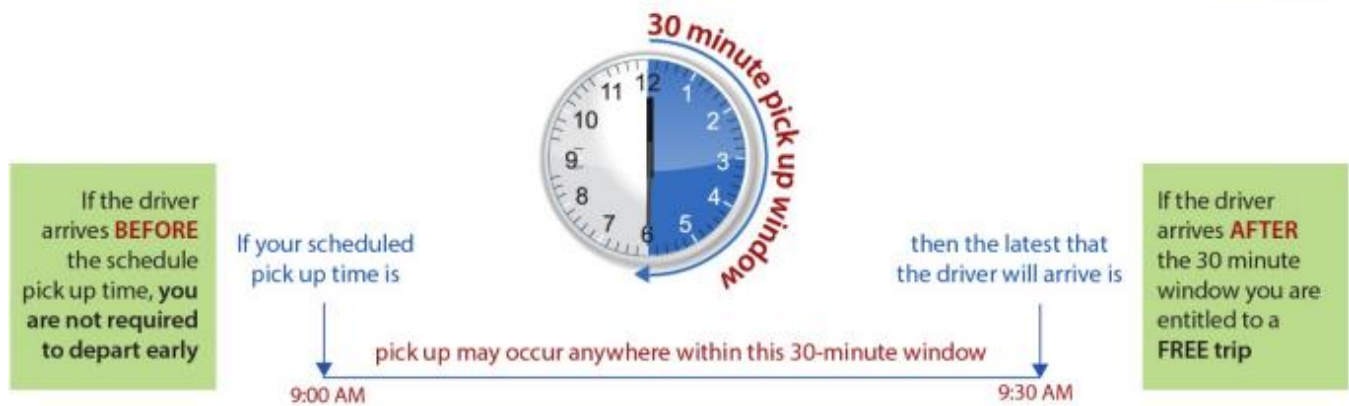 30 minute pick up window
12
1
2
3
4
5
6
7
8
9
10
11
If the driver
arrives BEFORE
the schedule
pick up time, you
are not required
to depart early
If your scheduled
pick up time is
then the latest that
the driver will arrive is
If the driver
arrives AFTER
the 30 minute
window you are
entitled to a
FREE trip
pick up may occur anywhere within this 30-minute window
9:00 AM
9:30 AM